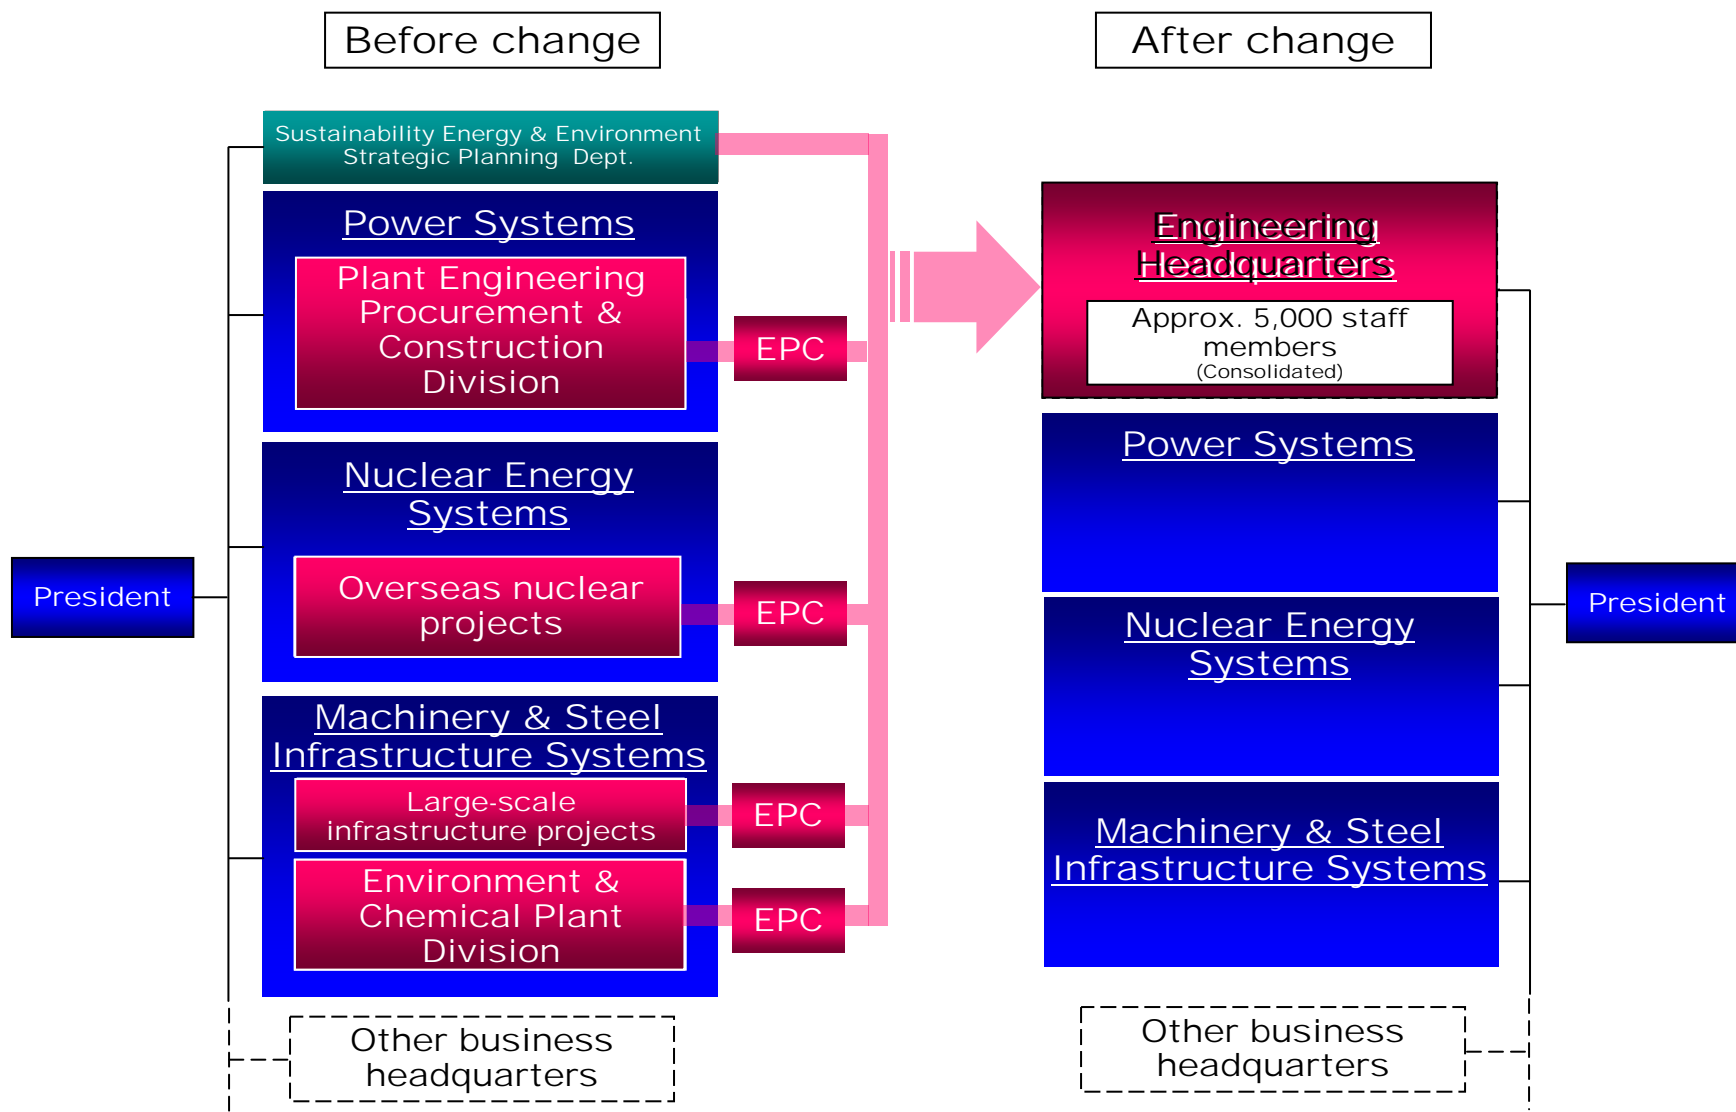 Before change
After change
Sustainability Energy & Environment
Strategic Planning Dept.
Power Systems
Plant Engineering
Procurement &
Construction
Division
EPC
Nuclear Energy
Systems
Overseas nuclear
projects
EPC
President
Machinery & Steel
Infrastructure Systems
Large-scale
infrastructure projects
EPC
Environment &
Chemical Plant
Division
EPC
Other business
headquarters
Engineering
Headquarters
Approx. 5,000 staff
members
(Consolidated)
Power Systems
Nuclear Energy
Systems
President
Machinery & Steel
Infrastructure Systems
Other business
headquarters